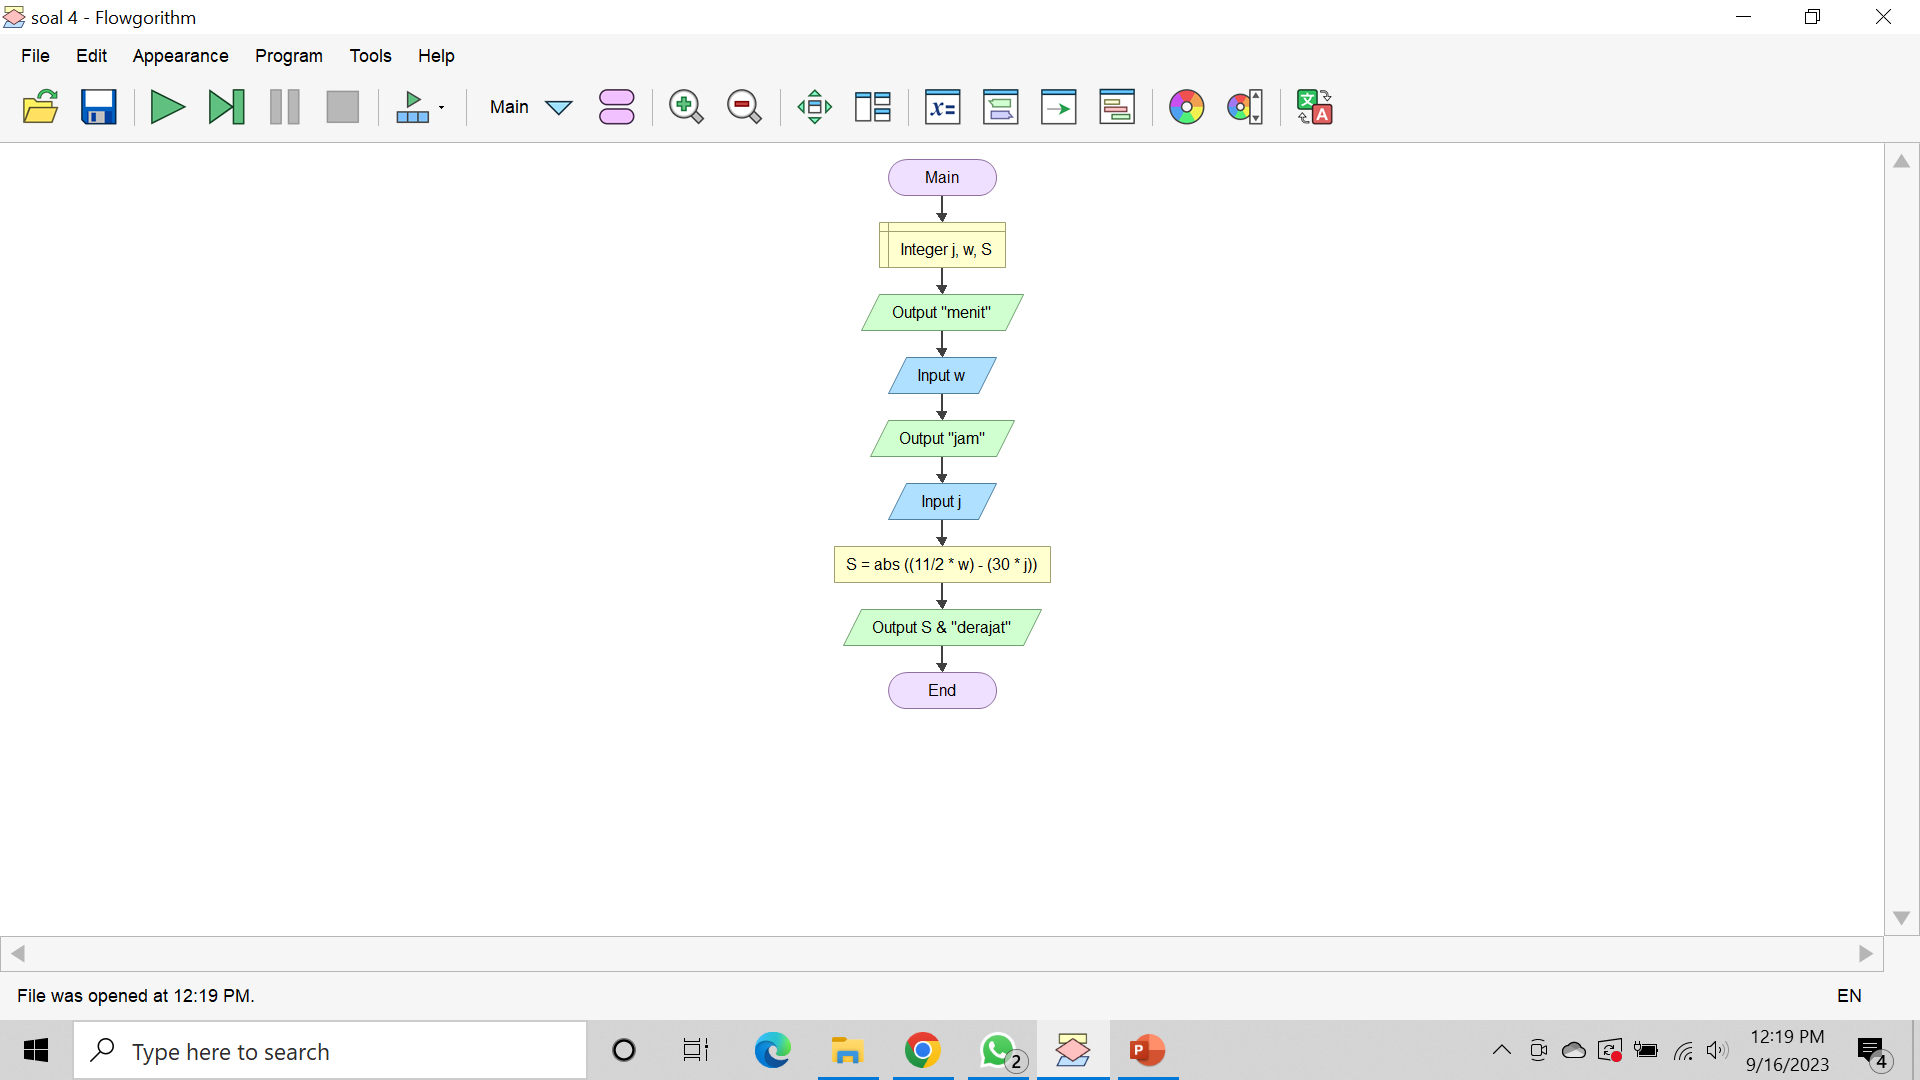 soal 4 - Flowgorithm
File Edit Appearance Program Tools Help
Main
x=
文 A
Main
Integer j, w, S
Output "menit"
Input w
Output "jam"
Input j
S = abs ((11/2 * w) - (30 * j))
Output S & "derajat"
End
File was opened at 12:19 PM.
EN
Type here to search
2
P
12:19 PM
9/16/2023
4